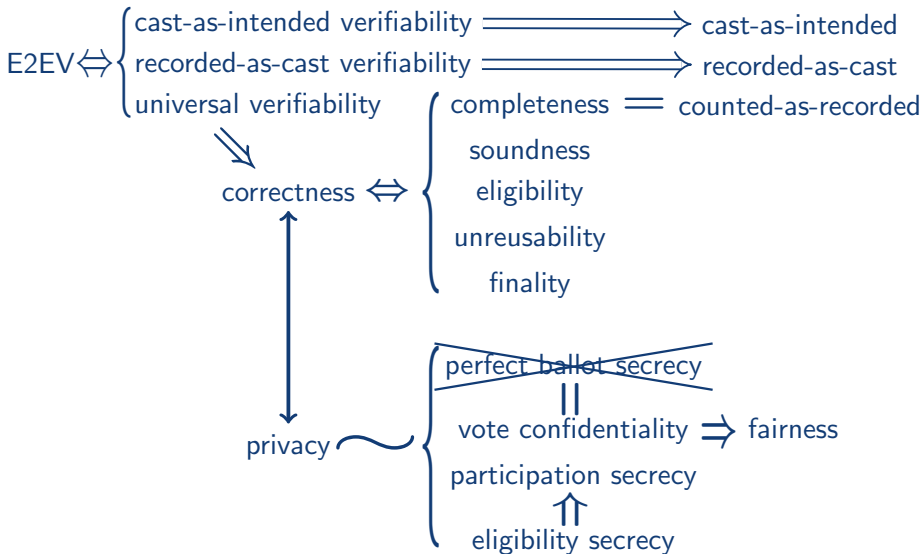 cast-as-intended verifiability ⟹ cast-as-intended
E2EV ⇔ recorded-as-cast verifiability ⟹ recorded-as-cast
universal verifiability
completeness = counted-as-recorded
soundness
correctness ⇔ eligibility
unreusability
finality
perfect ballot secrecy
vote confidentiality ⇒ fairness
privacy
participation secrecy
eligibility secrecy